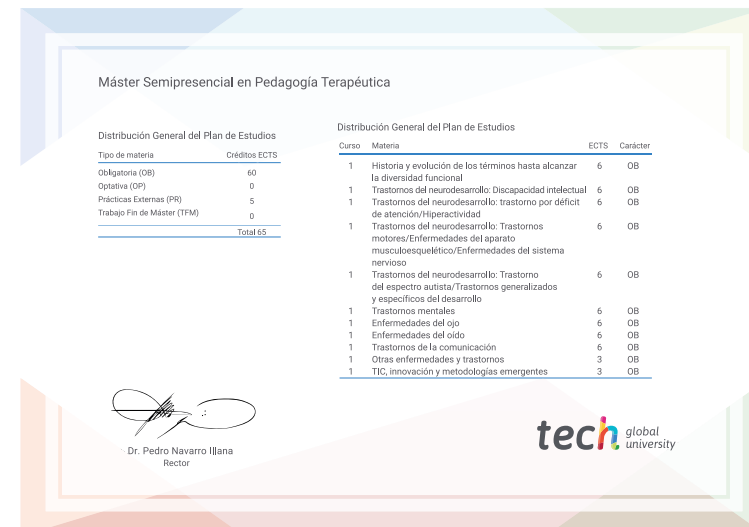 Máster Semipresencial en Pedagogía Terapéutica
Distribución General del Plan de Estudios
Tipo de materia Créditos ECTS
Obligatoria (OB) 60
Optativa (OP) 0
Prácticas Externas (PR) 5
Trabajo Fin de Máster (TFM) 0
Total 65
Distribución General del Plan de Estudios
Curso Materia ECTS Carácter
1 Historia y evolución de los términos hasta alcanzar 6 OB
la diversidad funcional
1 Trastornos del neurodesarrollo: Discapacidad intelectual 6 OB
1 Trastornos del neurodesarrollo: trastorno por déficit 6 OB
de atención/Hiperactividad
1 Trastornos del neurodesarrollo: Trastornos 6 OB
motores/Enfermedades del aparato
musculoesquelético/Enfermedades del sistema
nervioso
1 Trastornos del neurodesarrollo: Trastorno 6 OB
del espectro autista/Trastornos generalizados
y específicos del desarrollo
1 Trastornos mentales 6 OB
1 Enfermedades del ojo 6 OB
1 Enfermedades del oído 6 OB
1 Trastornos de la comunicación 6 OB
1 Otras enfermedades y trastornos 3 OB
1 TIC, innovación y metodologías emergentes 3 OB
Dr. Pedro Navarro Illana
Rector
tech global
university